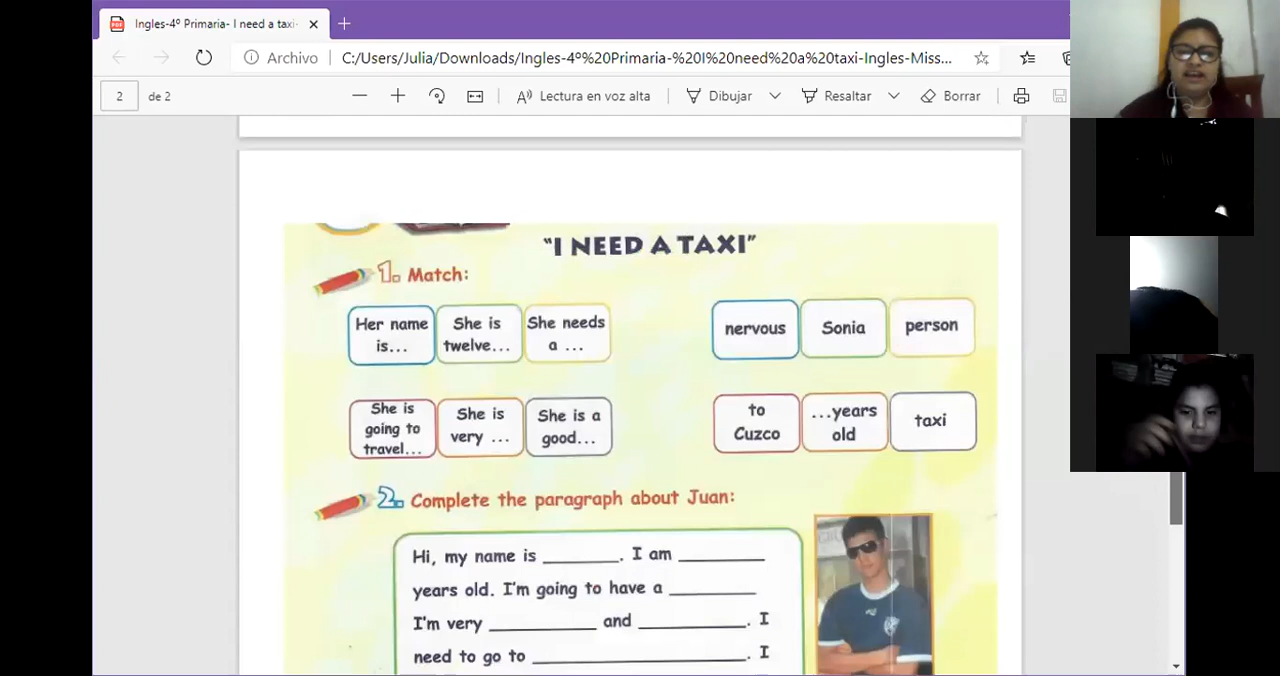 Ingles-4º Primaria- I need a taxi-
Archivo C:/Users/Julia/Downloads/Ingles-4º%20Primaria-%20I%20need%20a%20taxi-Ingles-Miss...
2 de 2 Lectura en voz alta Dibujar Resaltar Borrar
"I NEED A TAXI"
1. Match:
Her name
is...
She is
twelve...
She needs
a ...
nervous
Sonia
person
She is
going to
travel...
She is
very ...
She is a
good...
to
Cuzco
...years
old
taxi
2. Complete the paragraph about Juan:
Hi, my name is ________. I am __________
years old. I'm going to have a __________
I'm very ____________ and ____________. I
need to go to ________________________. I